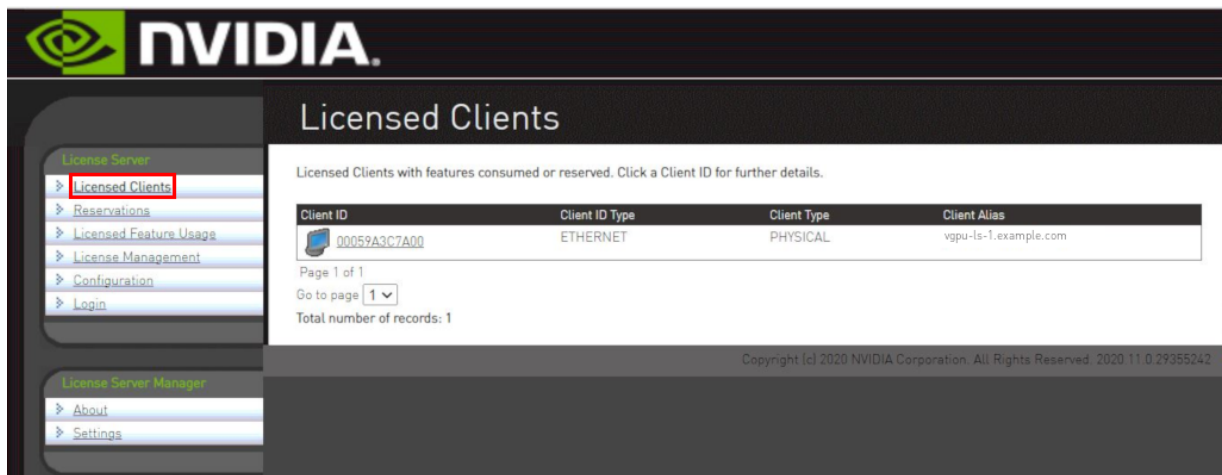 NVIDIA.
Licensed Clients
License Server
Licensed Clients
Reservations
Licensed Feature Usage
License Management
Configuration
Login
License Server Manager
About
Settings
Licensed Clients with features consumed or reserved. Click a Client ID for further details.
Client ID Client ID Type Client Type Client Alias
00059A3C7A00 ETHERNET PHYSICAL vgpu-ls-1.example.com
Page 1 of 1
Go to page 1
Total number of records: 1
Copyright (c) 2020 NVIDIA Corporation. All Rights Reserved. 2020 11.0.29355242